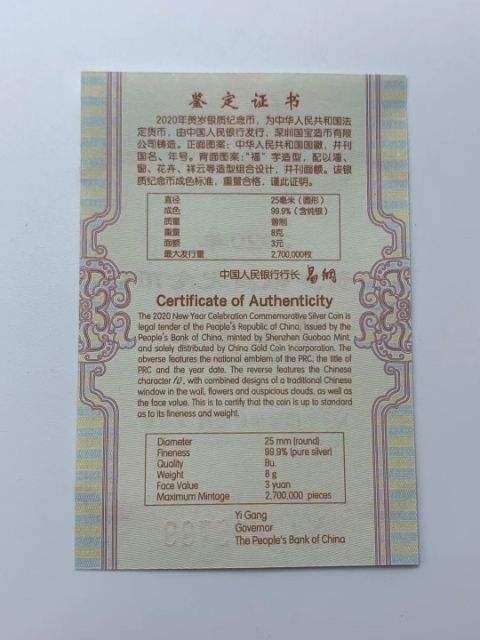 鉴定证书
2020年贺岁银质纪念币，为中华人民共和国法
定货币，由中国人民银行发行，深圳国宝造币有限
公司铸造。正面图案：中华人民共和国国徽，并刊
国名、年号。背面图案："福"字造型，配以墙、
窗、花卉、祥云等造型组合设计，并刊面额。该银
质纪念币成色标准，重量合格，谨此证明。
直径 25毫米（圆形）
成色 99.9%（含纯银）
质量 普制
重量 8克
面额 3元
最大发行量 2,700,000枚
中国人民银行行长 易纲
Certificate of Authenticity
The 2020 New Year Celebration Commemorative Silver Coin is
legal tender of the People's Republic of China, issued by the
People's Bank of China, minted by Shenzhen Guobao Mint,
and solely distributed by China Gold Coin Incorporation. The
obverse features the national emblem of the PRC, the title of
PRC and the year date. The reverse features the Chinese
character fú, with combined designs of a traditional Chinese
window in the wall, flowers and auspicious clouds, as well as
the face value. This is to certify that the coin is up to standard
as to its fineness and weight.
Diameter 25 mm (round)
Fineness 99.9% (pure silver)
Quality Bu.
Weight 8 g
Face Value 3 yuan
Maximum Mintage 2,700,000 pieces
Yi Gang
Governor
The People's Bank of China